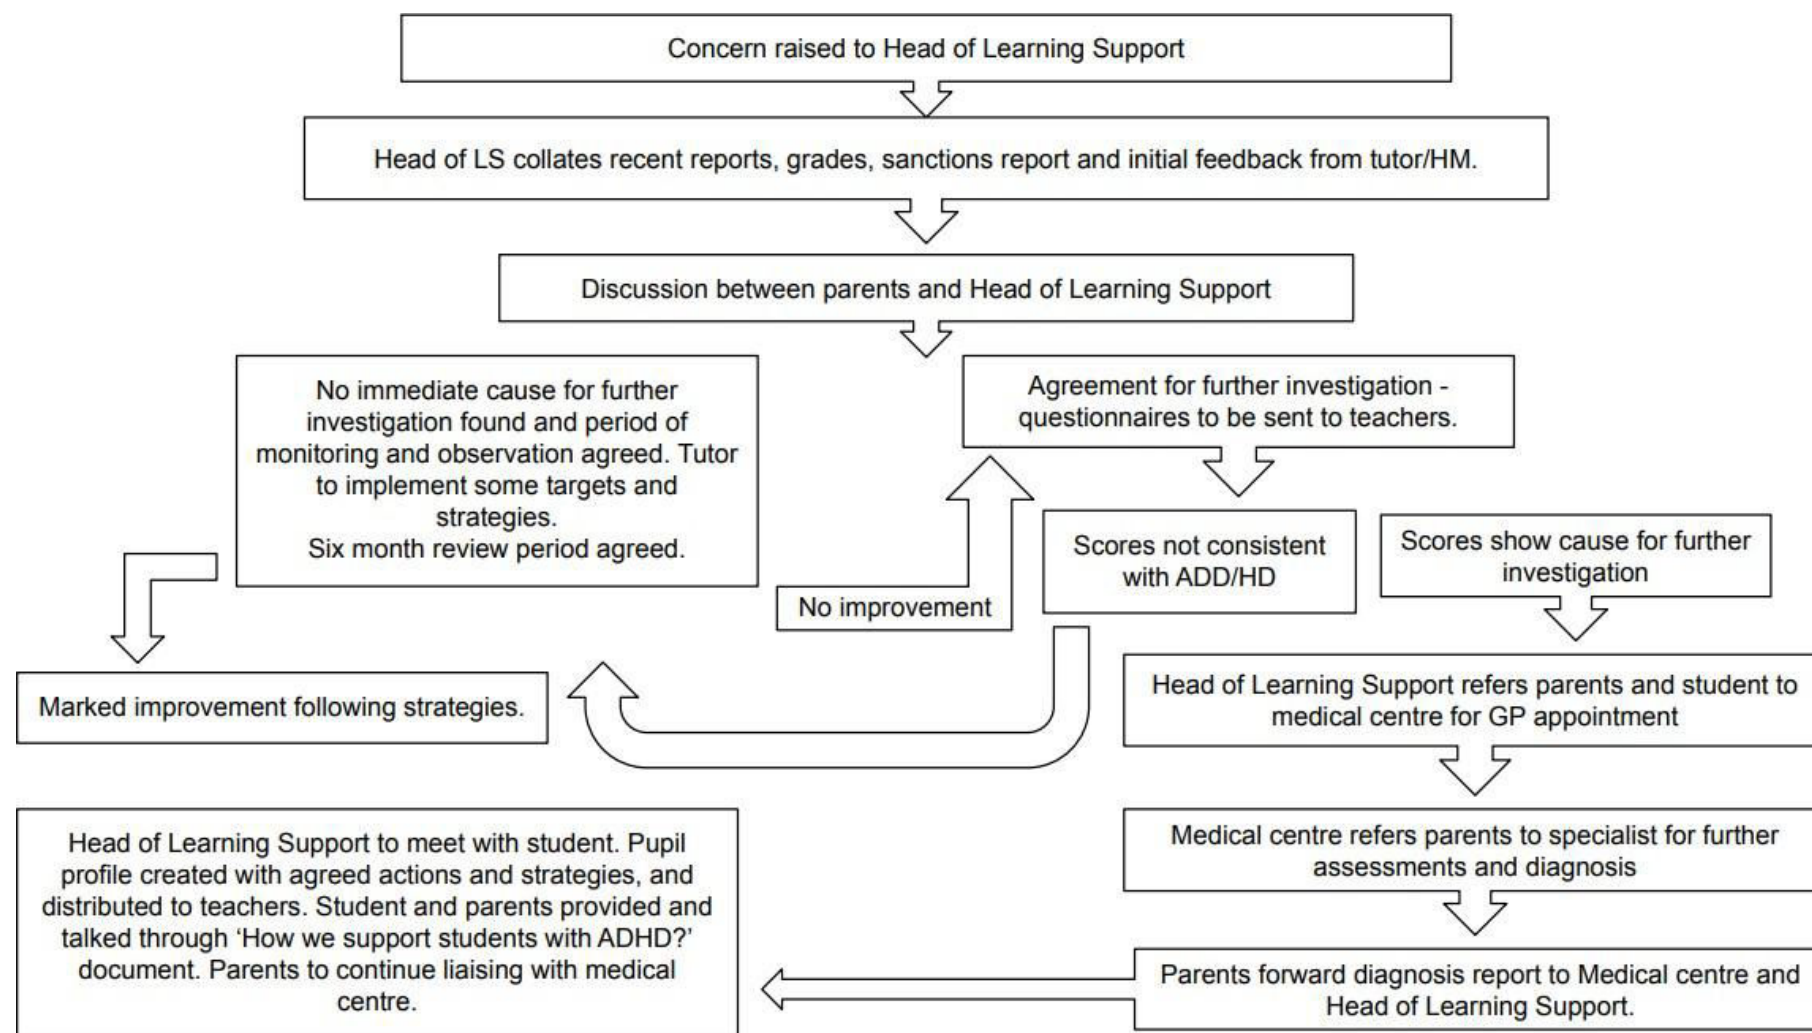 Concern raised to Head of Learning Support
Head of LS collates recent reports, grades, sanctions report and initial feedback from tutor/HM.
Discussion between parents and Head of Learning Support
No immediate cause for further
investigation found and period of
monitoring and observation agreed. Tutor
to implement some targets and
strategies.
Six month review period agreed.
Agreement for further investigation -
questionnaires to be sent to teachers.
No improvement
Scores not consistent
with ADD/HD
Scores show cause for further
investigation
Marked improvement following strategies.
Head of Learning Support refers parents and student to
medical centre for GP appointment
Medical centre refers parents to specialist for further
assessments and diagnosis
Parents forward diagnosis report to Medical centre and
Head of Learning Support.
Head of Learning Support to meet with student. Pupil
profile created with agreed actions and strategies, and
distributed to teachers. Student and parents provided and
talked through ‘How we support students with ADHD?’
document. Parents to continue liaising with medical
centre.